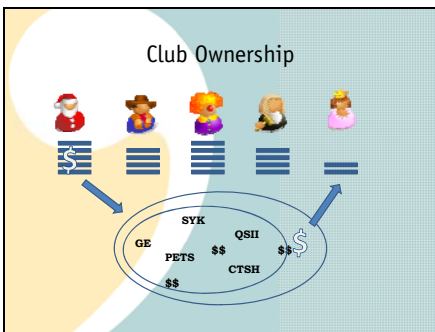 Club Ownership
$
SYK
GE
QSII
PETS
$$
$$
$
CTSH
$$